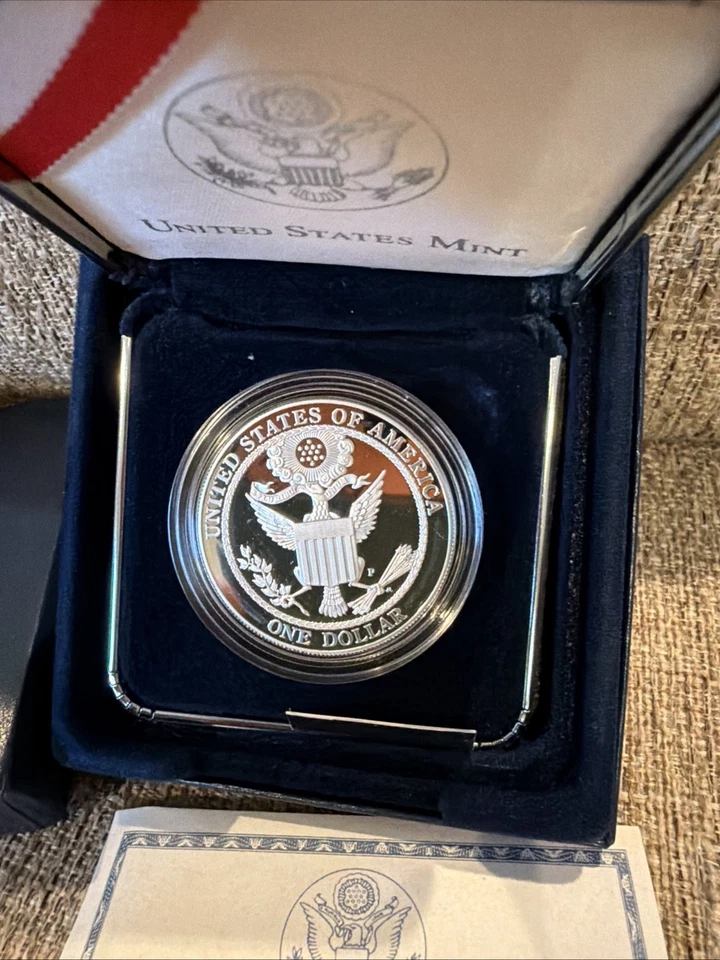 UNITED STATES MINT
UNITED STATES OF AMERICA
P
ONE DOLLAR